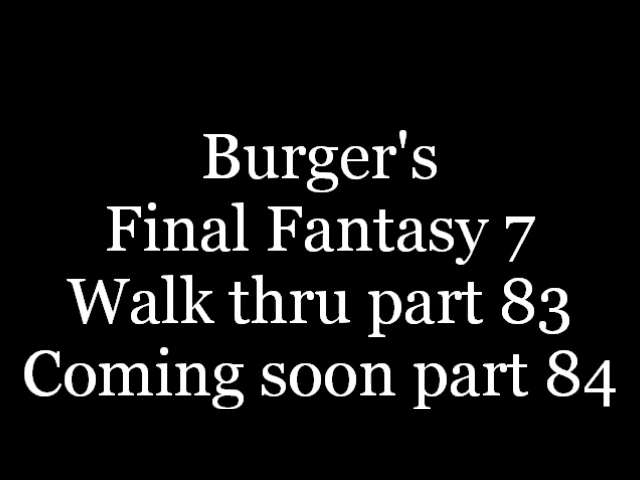 Burger's
Final Fantasy 7
Walk thru part 83
Coming soon part 84